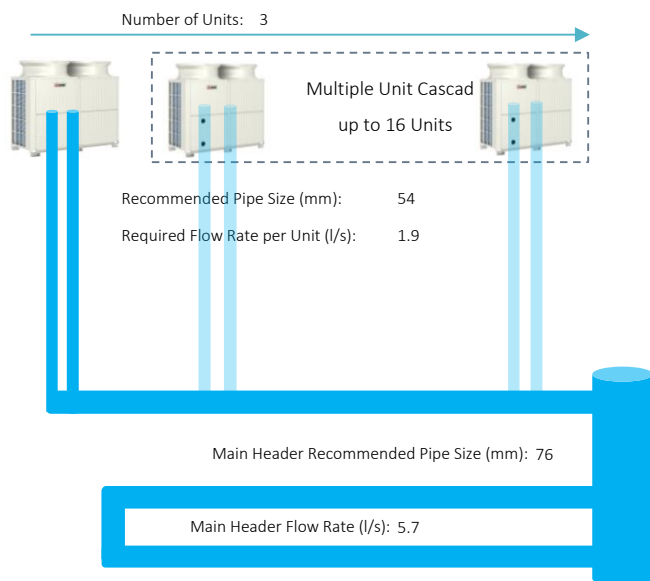 Number of Units: 3
Multiple Unit Cascad
up to 16 Units
Recommended Pipe Size (mm): 54
Required Flow Rate per Unit (l/s): 1.9
Main Header Recommended Pipe Size (mm): 76
Main Header Flow Rate (l/s): 5.7